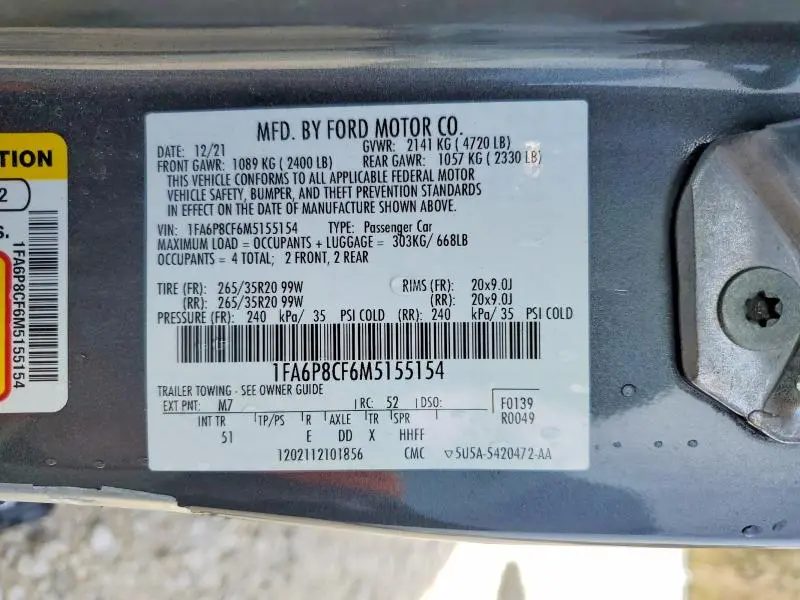 MFD. BY FORD MOTOR CO.
DATE: 12/21 GVWR: 2141 KG ( 4720 LB)
FRONT GAWR: 1089 KG ( 2400 LB) REAR GAWR: 1057 KG ( 2330 LB)
THIS VEHICLE CONFORMS TO ALL APPLICABLE FEDERAL MOTOR
VEHICLE SAFETY, BUMPER, AND THEFT PREVENTION STANDARDS
IN EFFECT ON THE DATE OF MANUFACTURE SHOWN ABOVE.
VIN: 1FA6P8CF6M5155154 TYPE: Passenger Car
MAXIMUM LOAD = OCCUPANTS + LUGGAGE = 303KG/ 668LB
OCCUPANTS = 4 TOTAL; 2 FRONT, 2 REAR
TIRE (FR): 265/35R20 99W RIMS (FR): 20x9.0J
(RR): 265/35R20 99W (RR): 20x9.0J
PRESSURE (FR): 240 kPa/ 35 PSI COLD (RR): 240 kPa/ 35 PSI COLD
1FA6P8CF6M5155154
TRAILER TOWING - SEE OWNER GUIDE
EXT PNT: M7 RC: 52 DSO: F0139
R0049
INT TR TP/PS R AXLE TR SPR
51 E DD X HHFF
1202112101856 CMC 5U5A-5420472-AA
TION
2
S.
1FA6P8CF6M5155154